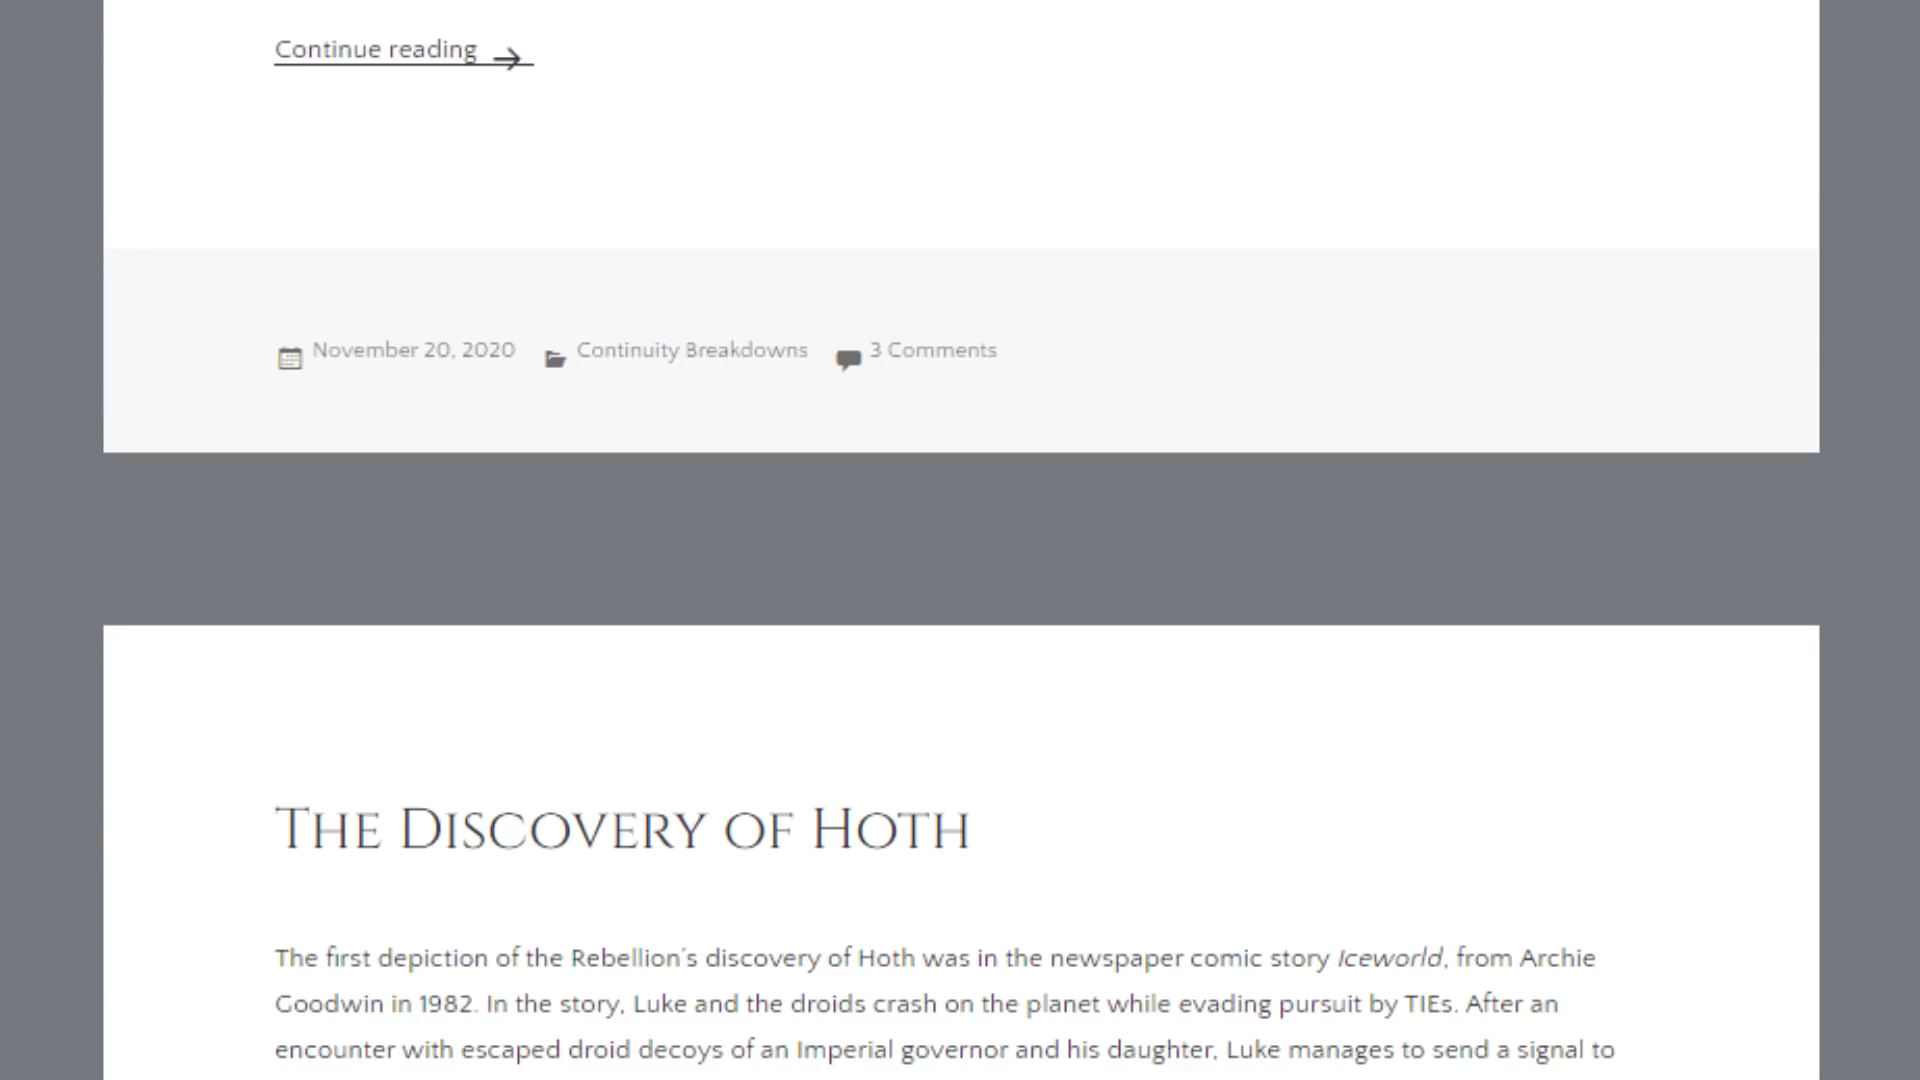 Continue reading →
November 20, 2020 Continuity Breakdowns 3 Comments
The Discovery of Hoth
The first depiction of the Rebellion's discovery of Hoth was in the newspaper comic story Iceworld, from Archie
Goodwin in 1982. In the story, Luke and the droids crash on the planet while evading pursuit by TIEs. After an
encounter with escaped droid decoys of an Imperial governor and his daughter, Luke manages to send a signal to